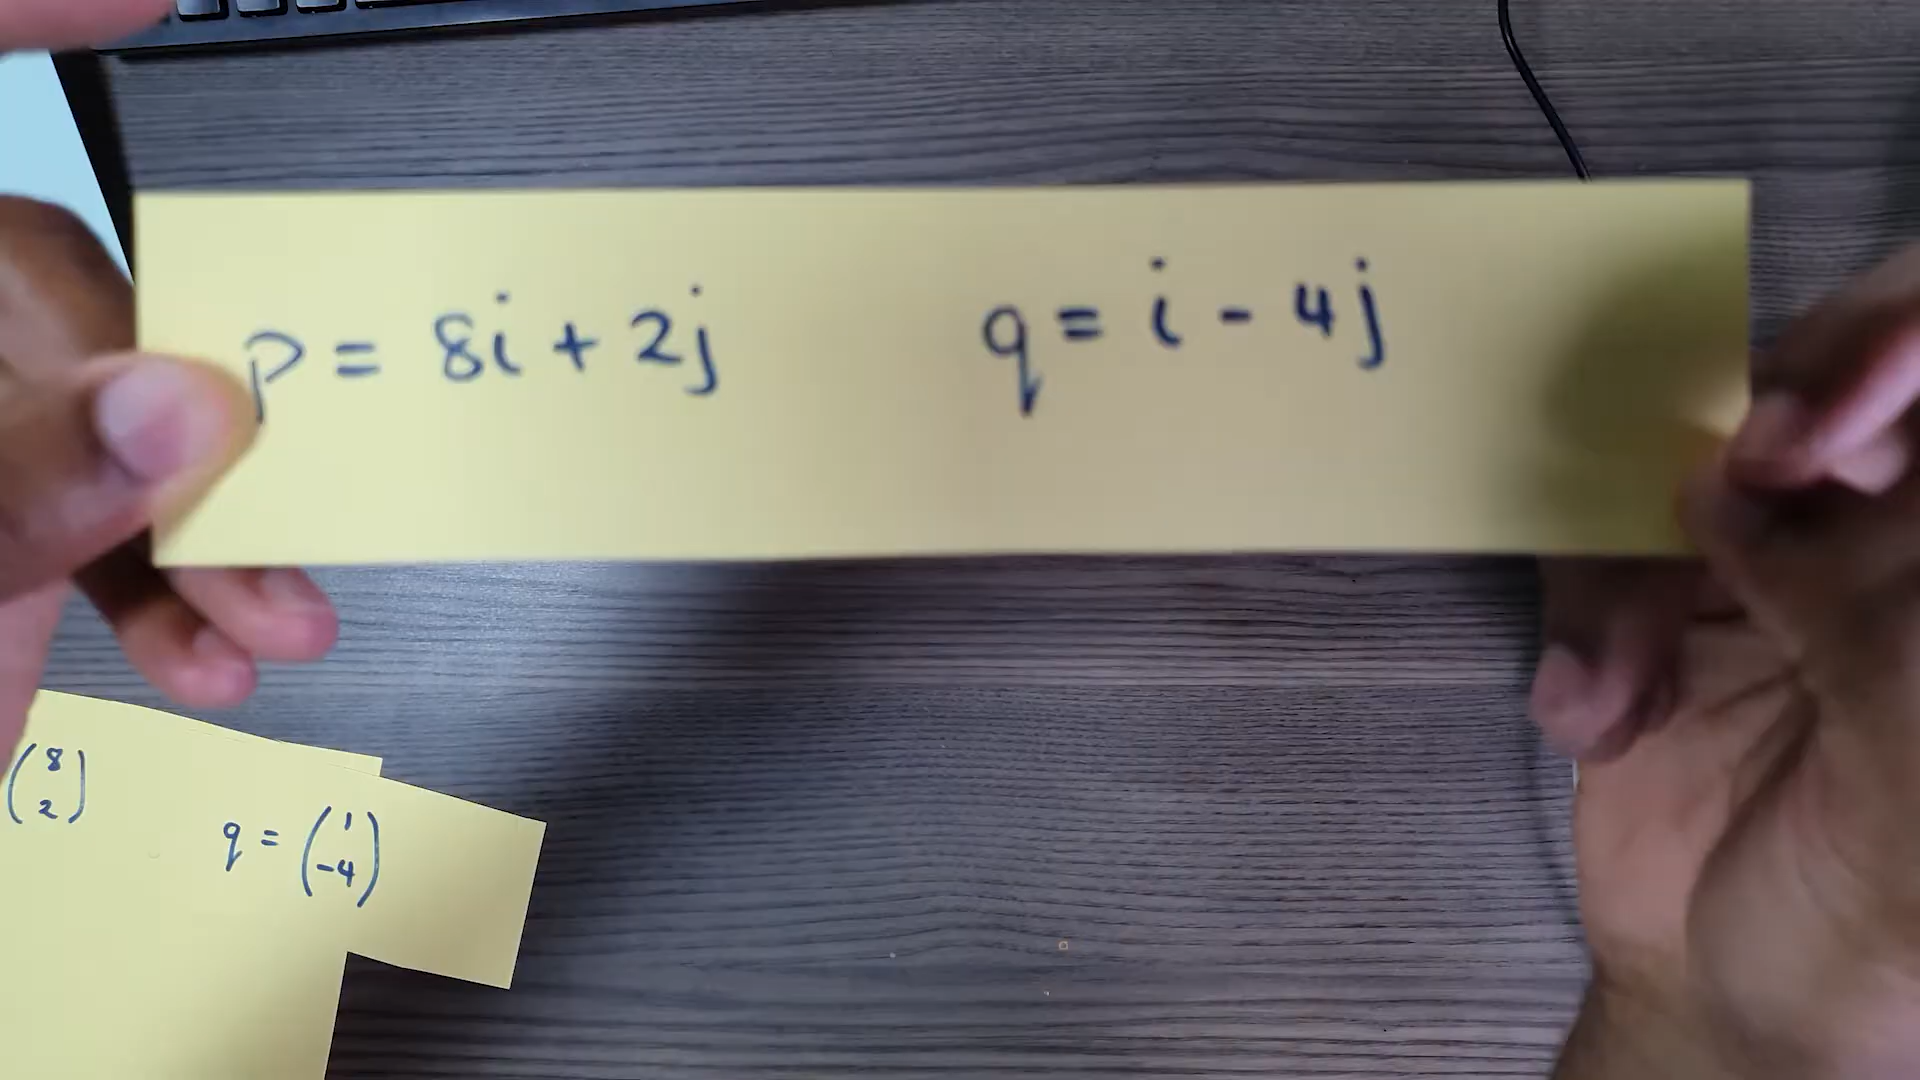 p = 8i + 2j q = i - 4j
(8 2)
q = (1 -4)